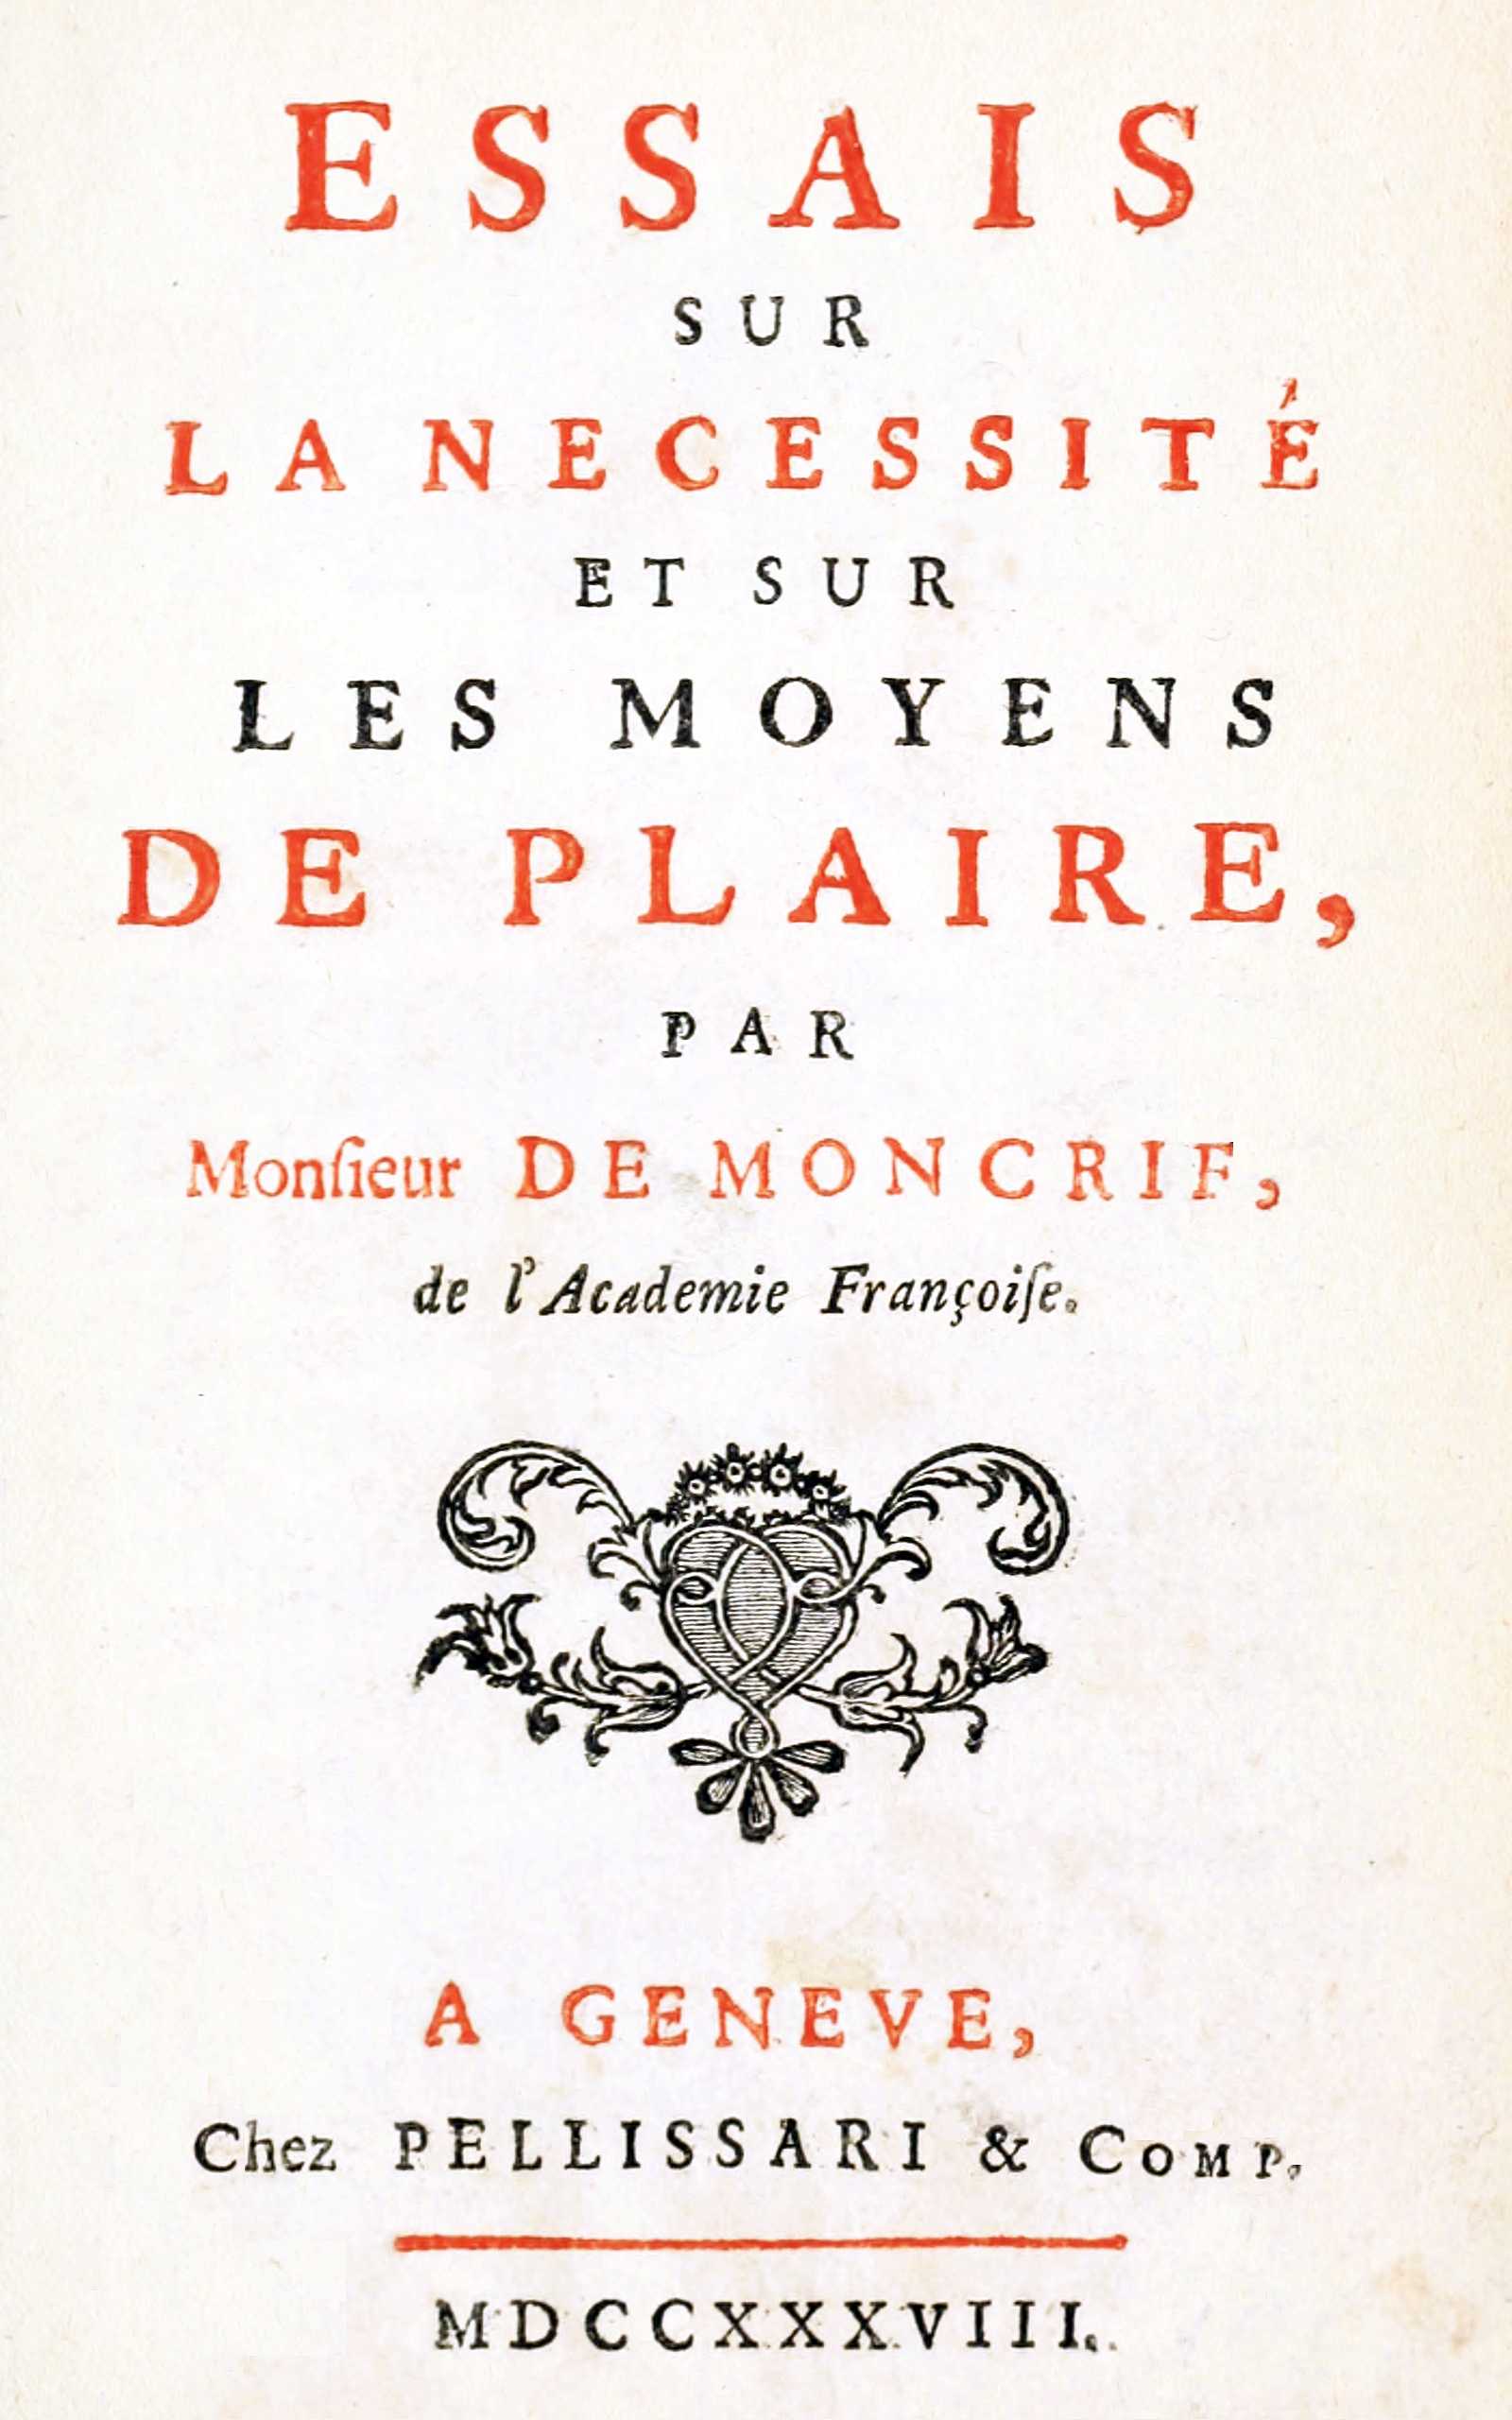 ESSAIS
SUR
LA NECESSITÉ
ET SUR
LES MOYENS
DE PLAIRE,
PAR
Monſieur DE MONCRIF,
de l'Academie Françoiſe.
A GENEVE,
Chez PELLISSARI & COMP.
MDCCXXXVIII.